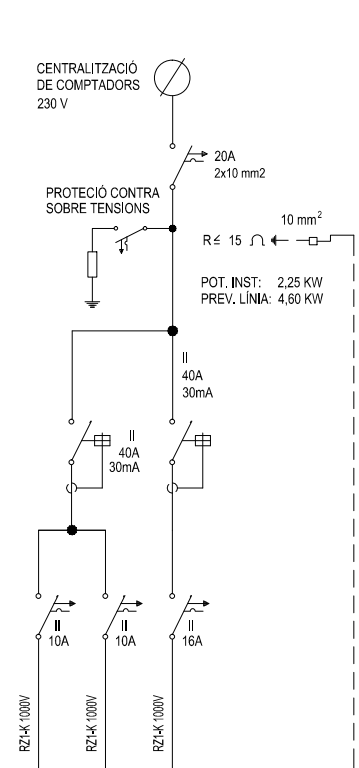 CENTRALITZACIÓ
DE COMPTADORS
230 V
20A
2x10 mm2
PROTECIÓ CONTRA
SOBRE TENSIONS
10 mm²
R≤ 15 Ω
POT. INST: 2,25 KW
PREV. LÍNIA: 4,60 KW
II
40A
30mA
II
40A
30mA
II
10A
II
10A
II
16A
RZ1-K 1000V
RZ1-K 1000V
RZ1-K 1000V